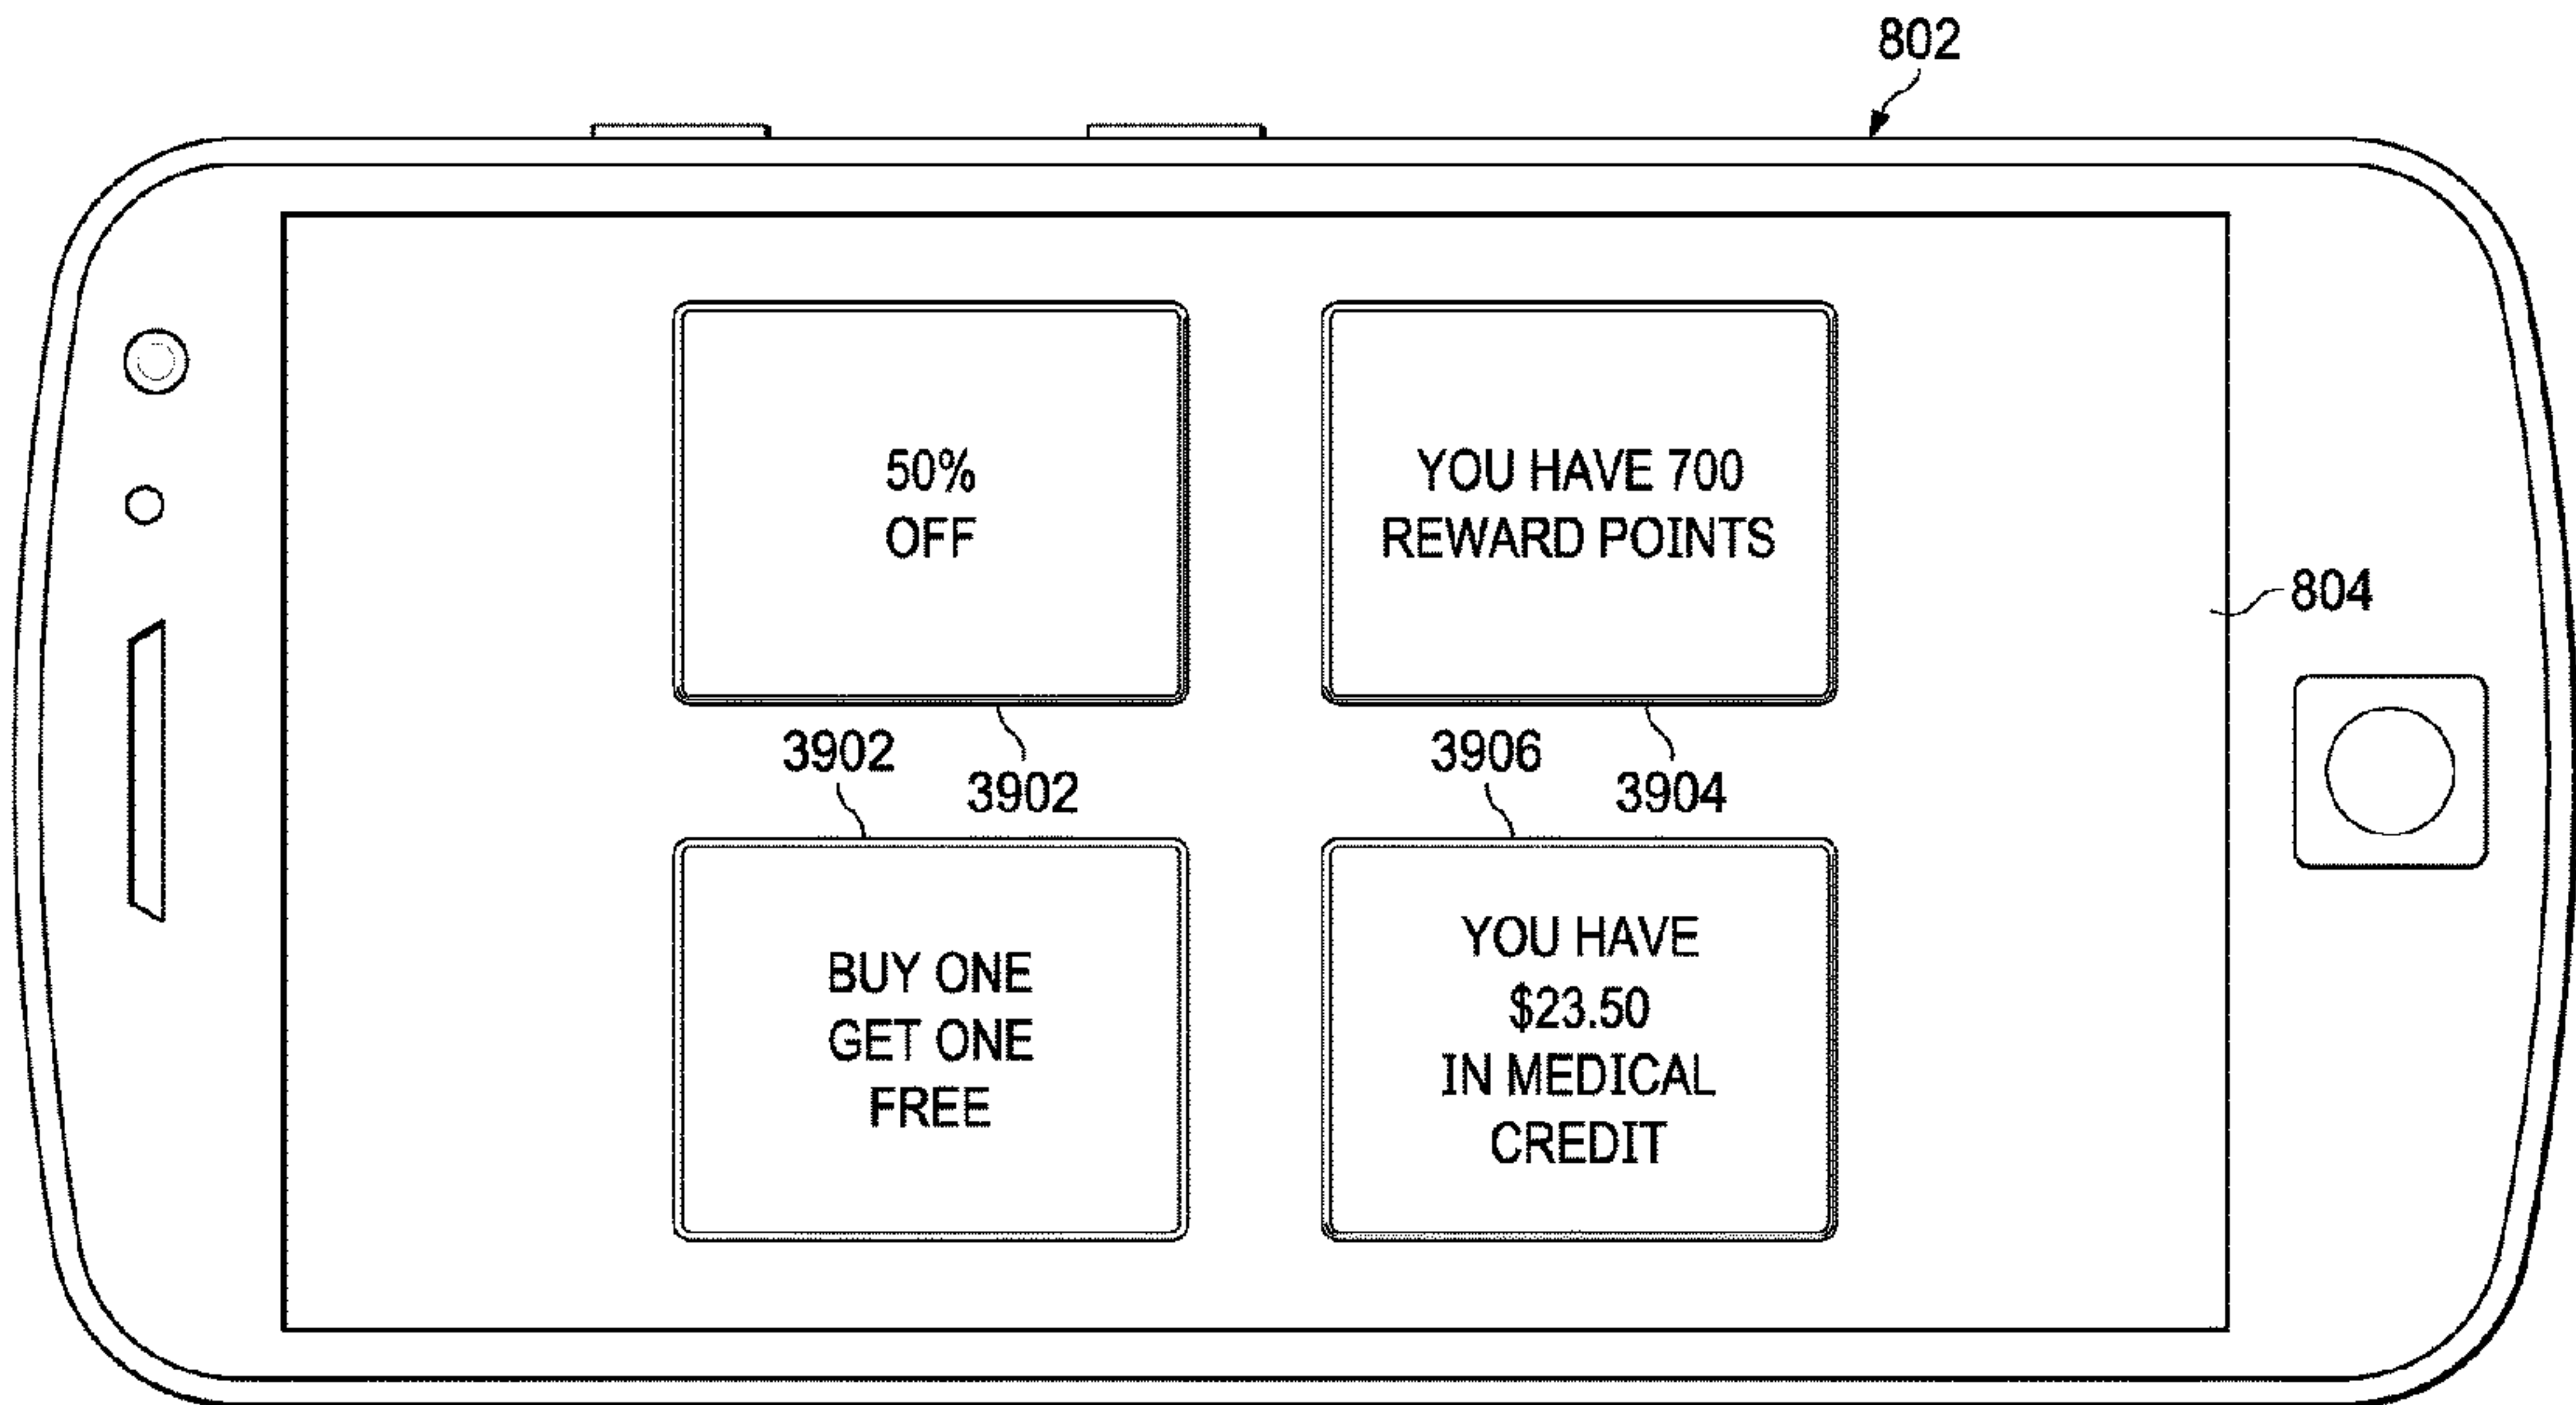 802
50%
OFF
YOU HAVE 700
REWARD POINTS
804
3902
3902
3906
3904
BUY ONE
GET ONE
FREE
YOU HAVE
$23.50
IN MEDICAL
CREDIT